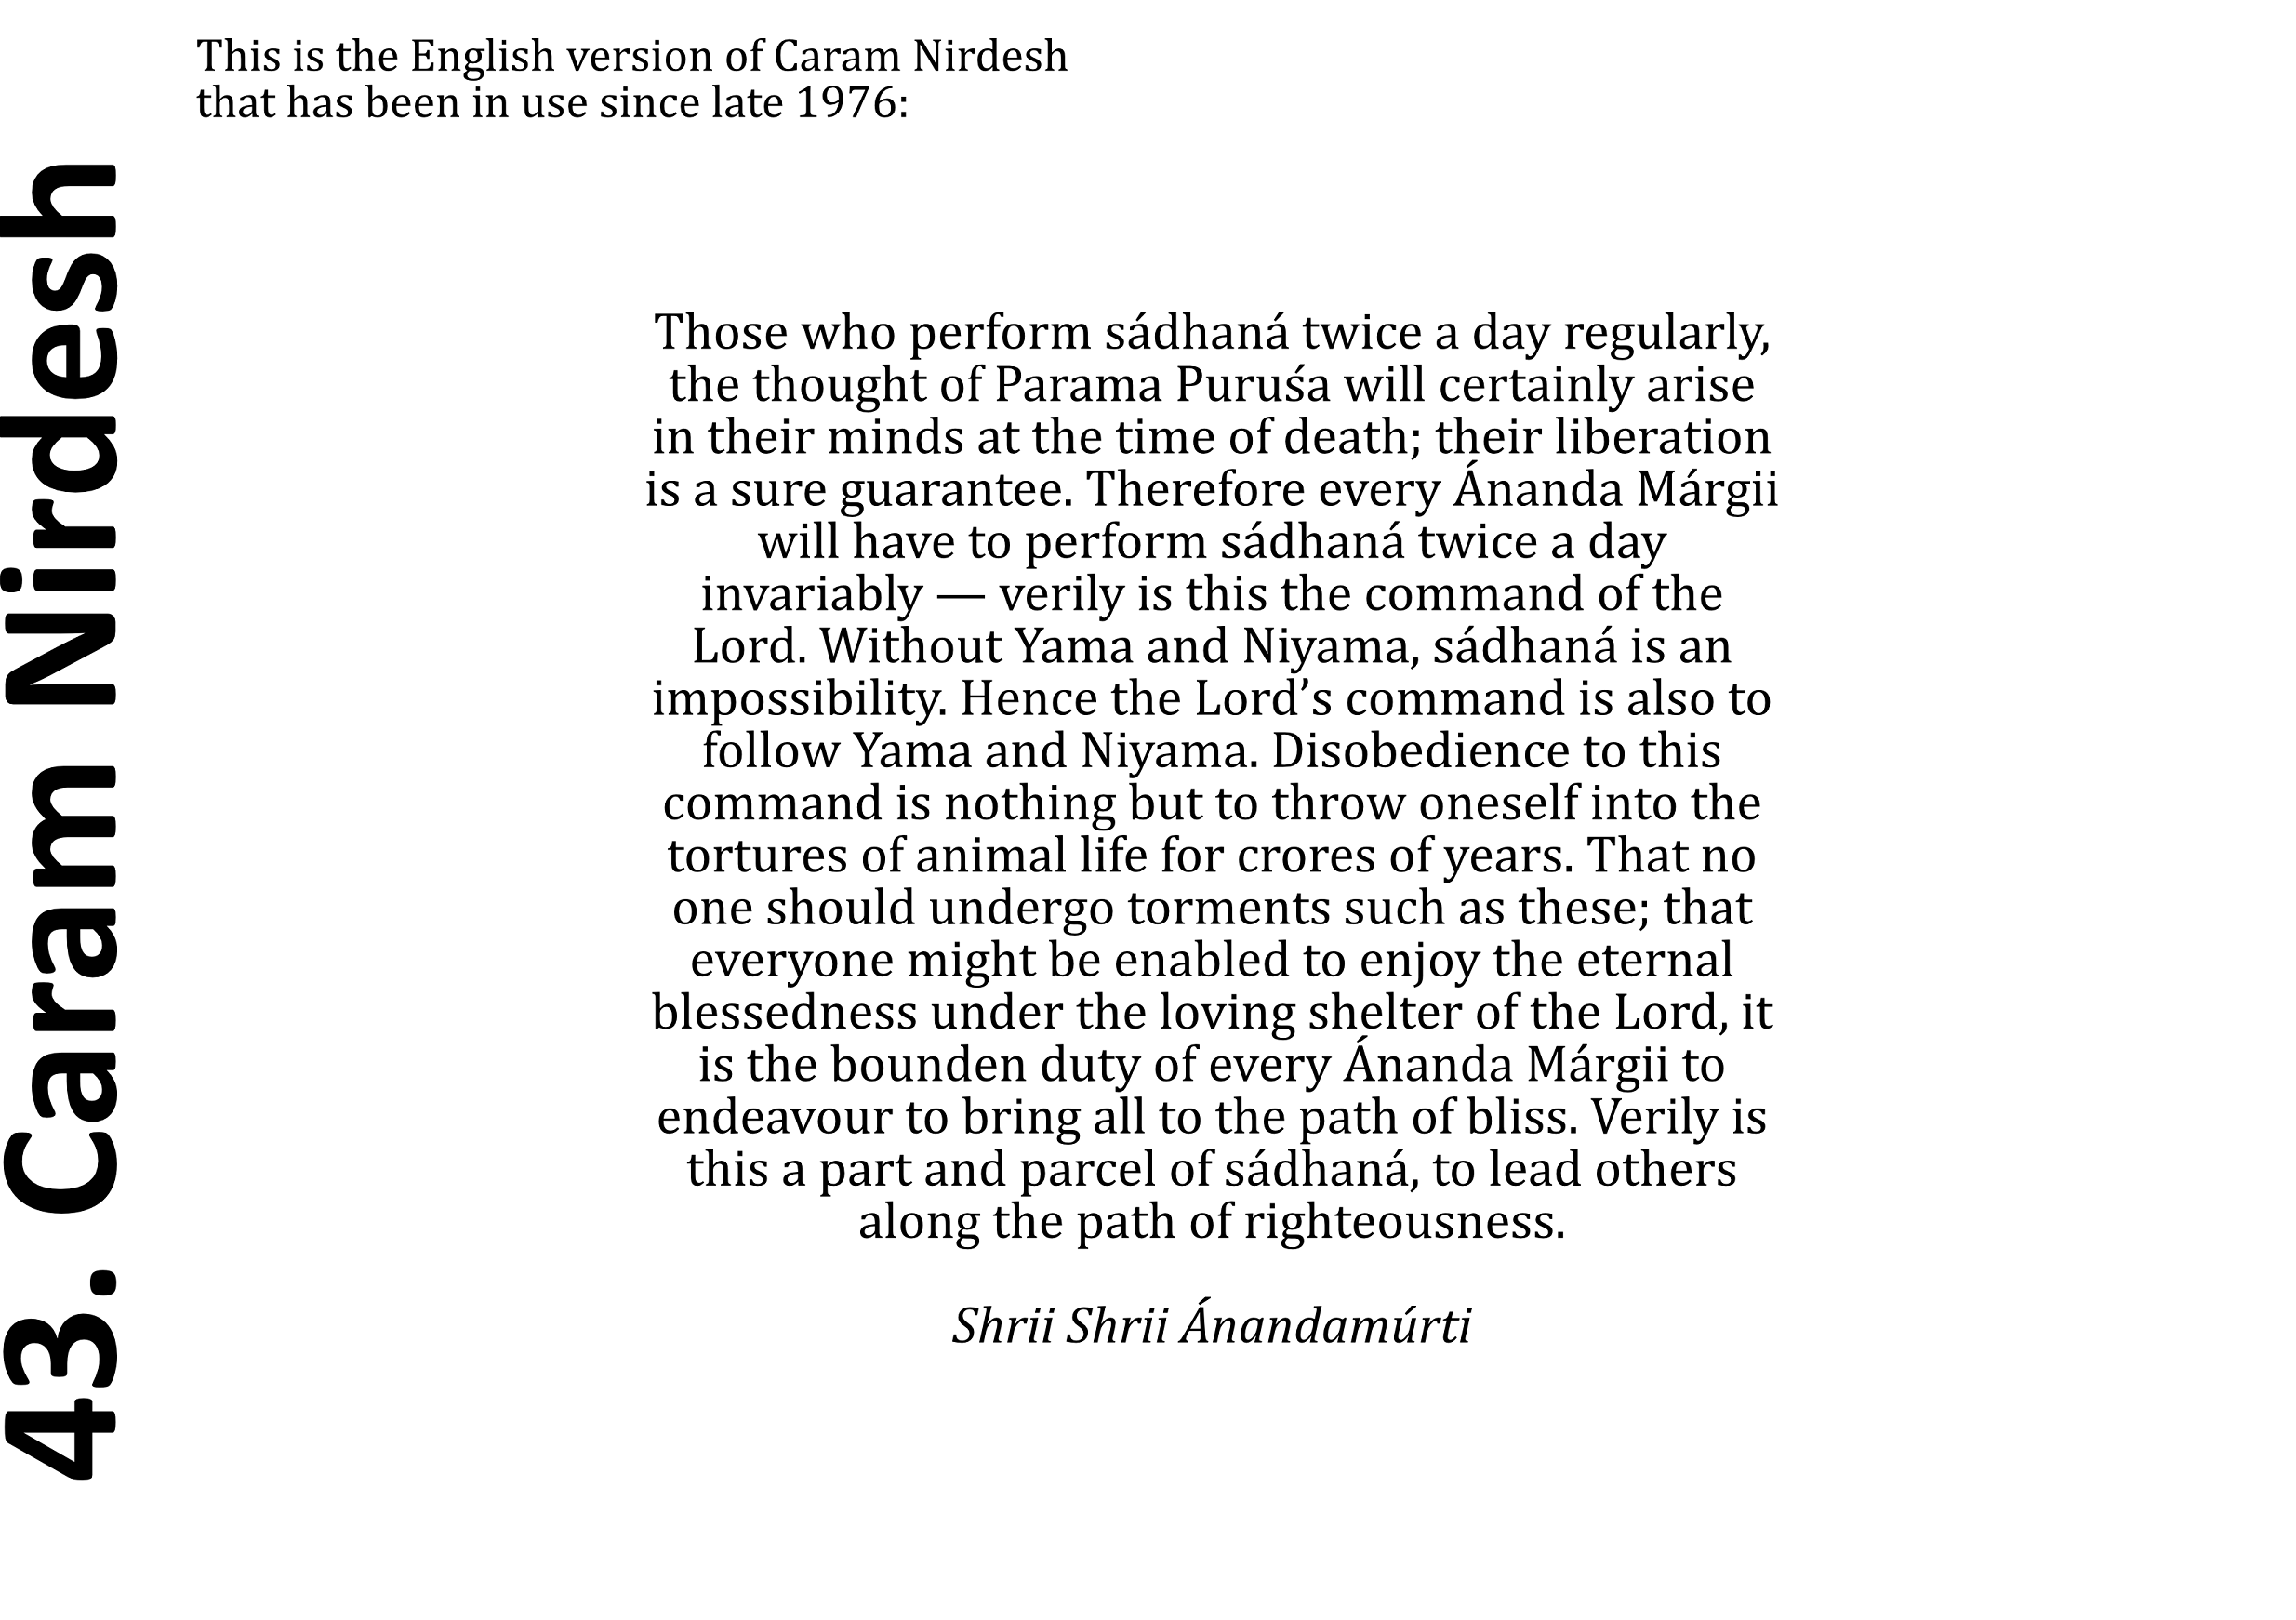 43. Caram Nirdesh
This is the English version of Caram Nirdesh
that has been in use since late 1976:
Those who perform sádhaná twice a day regularly,
the thought of Parama Puruśa will certainly arise
in their minds at the time of death; their liberation
is a sure guarantee. Therefore every Ánanda Márgii
will have to perform sádhaná twice a day
invariably — verily is this the command of the
Lord. Without Yama and Niyama, sádhaná is an
impossibility. Hence the Lord’s command is also to
follow Yama and Niyama. Disobedience to this
command is nothing but to throw oneself into the
tortures of animal life for crores of years. That no
one should undergo torments such as these; that
everyone might be enabled to enjoy the eternal
blessedness under the loving shelter of the Lord, it
is the bounden duty of every Ánanda Márgii to
endeavour to bring all to the path of bliss. Verily is
this a part and parcel of sádhaná, to lead others
along the path of righteousness.
Shrii Shrii Ánandamúrti